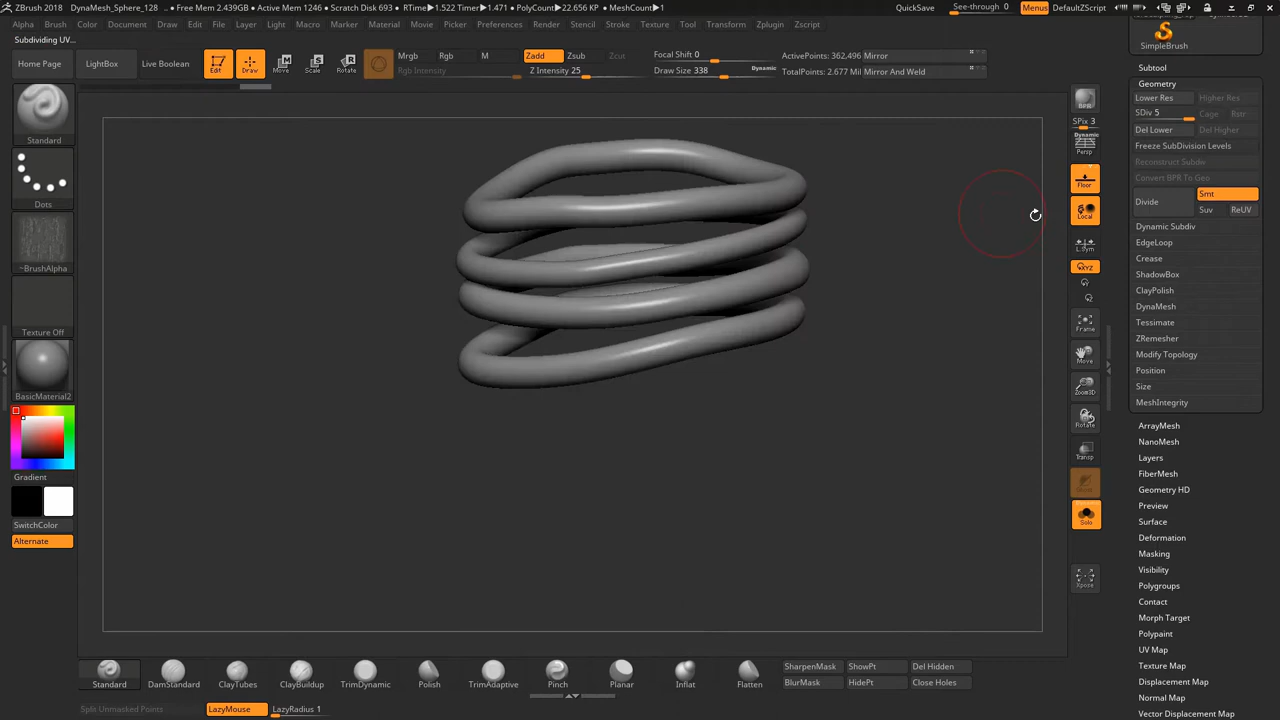 ZBrush 2018 DynaMesh_Sphere_128 • Free Mem 2.439GB • Active Mem 1246 • Scratch Disk 693 • RTime▶1.522 Timer▶1.471 • PolyCount▶22.656 KP • MeshCount▶1 QuickSave See-through 0 Menus DefaultZScript
Alpha Brush Color Document Draw Edit File Layer Light Macro Marker Material Movie Picker Preferences Render Stencil Stroke Texture Tool Transform Zplugin Zscript
Subdividing UV...
Home Page LightBox Live Boolean Edit Draw Move Scale Rotate
Mrgb Rgb M Zadd Zsub Zcut Focal Shift 0 ActivePoints: 362,496 Mirror
Rgb Intensity Z Intensity 25 Draw Size 338 Dynamic TotalPoints: 2.677 Mil Mirror And Weld
Standard
Dots
~BrushAlpha
Texture Off
BasicMaterial2
Gradient
SwitchColor
Alternate
BPR
SPix 3
Dynamic
Persp
Floor
Local
L.Sym
XYZ
Frame
Move
Zoom3D
Rotate
Transp
Solo
Xpose
SimpleBrush
Subtool
Geometry
Lower Res Higher Res
SDiv 5 Cage Rstr
Del Lower Del Higher
Freeze SubDivision Levels
Reconstruct Subdiv
Convert BPR To Geo
Divide Smt
Suv ReUV
Dynamic Subdiv
EdgeLoop
Crease
ShadowBox
ClayPolish
DynaMesh
Tessimate
ZRemesher
Modify Topology
Position
Size
MeshIntegrity
ArrayMesh
NanoMesh
Layers
FiberMesh
Geometry HD
Preview
Surface
Deformation
Masking
Visibility
Polygroups
Contact
Morph Target
Polypaint
UV Map
Texture Map
Displacement Map
Normal Map
Vector Displacement Map
Standard DamStandard ClayTubes ClayBuildup TrimDynamic Polish TrimAdaptive Pinch Planar Inflat Flatten
SharpenMask ShowPt Del Hidden
BlurMask HidePt Close Holes
Split Unmasked Points LazyMouse LazyRadius 1